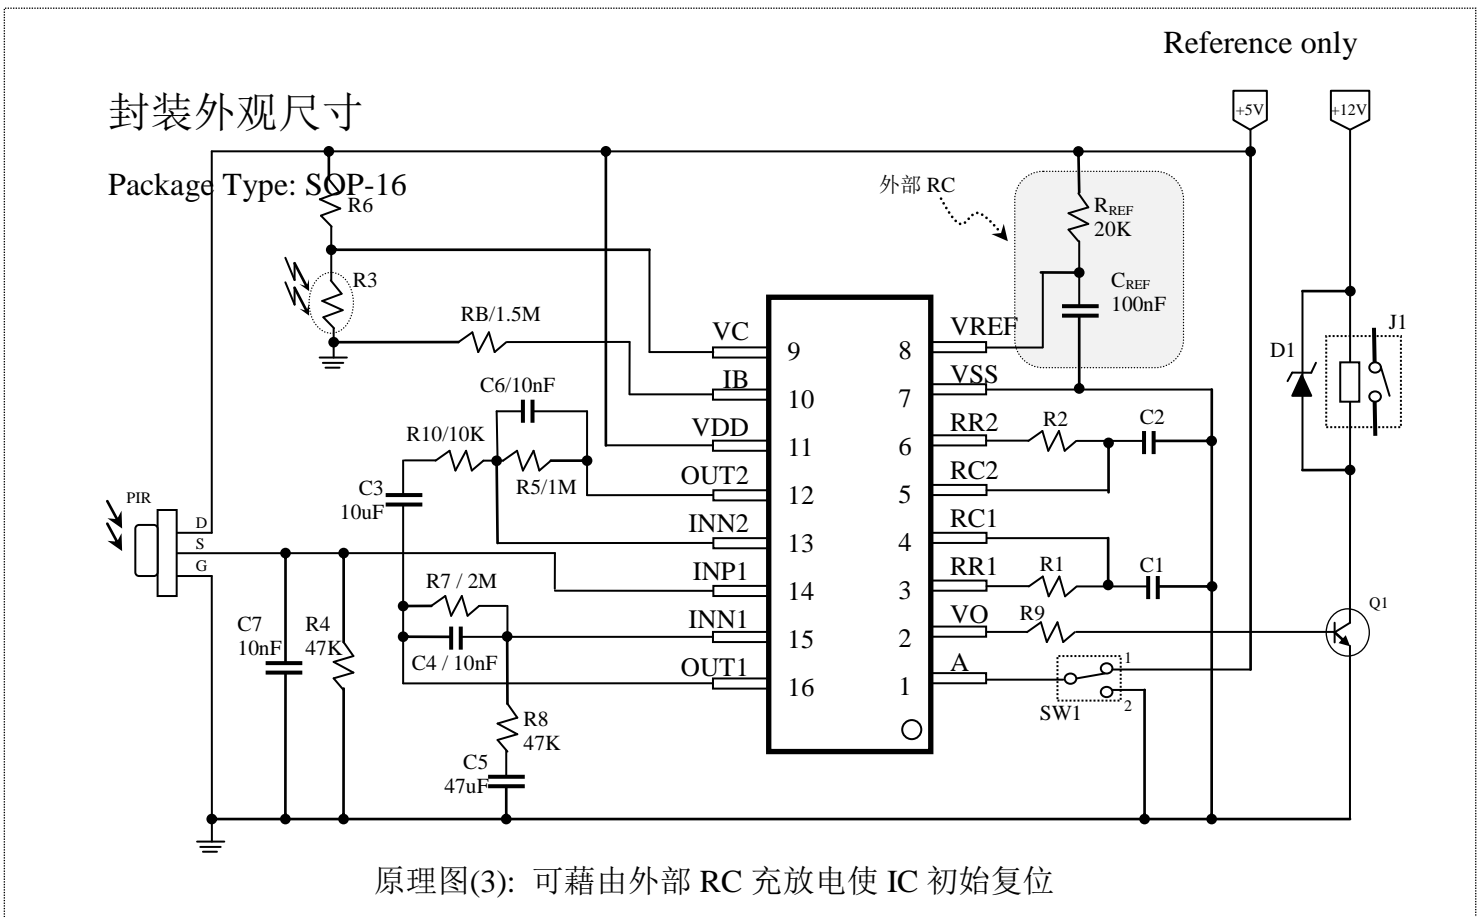 Reference only
封装外观尺寸
+5V
+12V
Package Type: SOP-16
R6
外部 RC
RREF
20K
R3
CREF
100nF
RB/1.5M
VC
9
8
VREF
J1
D1
C6/10nF
IB
10
7
VSS
R10/10K
VDD
11
6
RR2
R2
C2
R5/1M
OUT2
12
5
RC2
C3
10uF
PIR
D
S
G
INN2
13
4
RC1
R7 / 2M
INP1
14
3
RR1
R1
C1
C7
10nF
R4
47K
C4 / 10nF
INN1
15
2
VO
R9
Q1
OUT1
16
1
A
SW1
1
2
R8
47K
C5
47uF
原理图(3): 可藉由外部 RC 充放电使 IC 初始复位